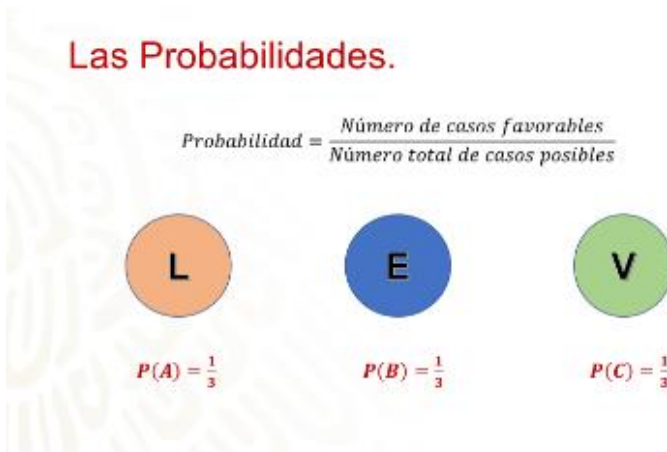 Las Probabilidades.
Probabilidad = Número de casos favorables / Número total de casos posibles
L E V
P(A) = 1/3 P(B) = 1/3 P(C) = 1/3